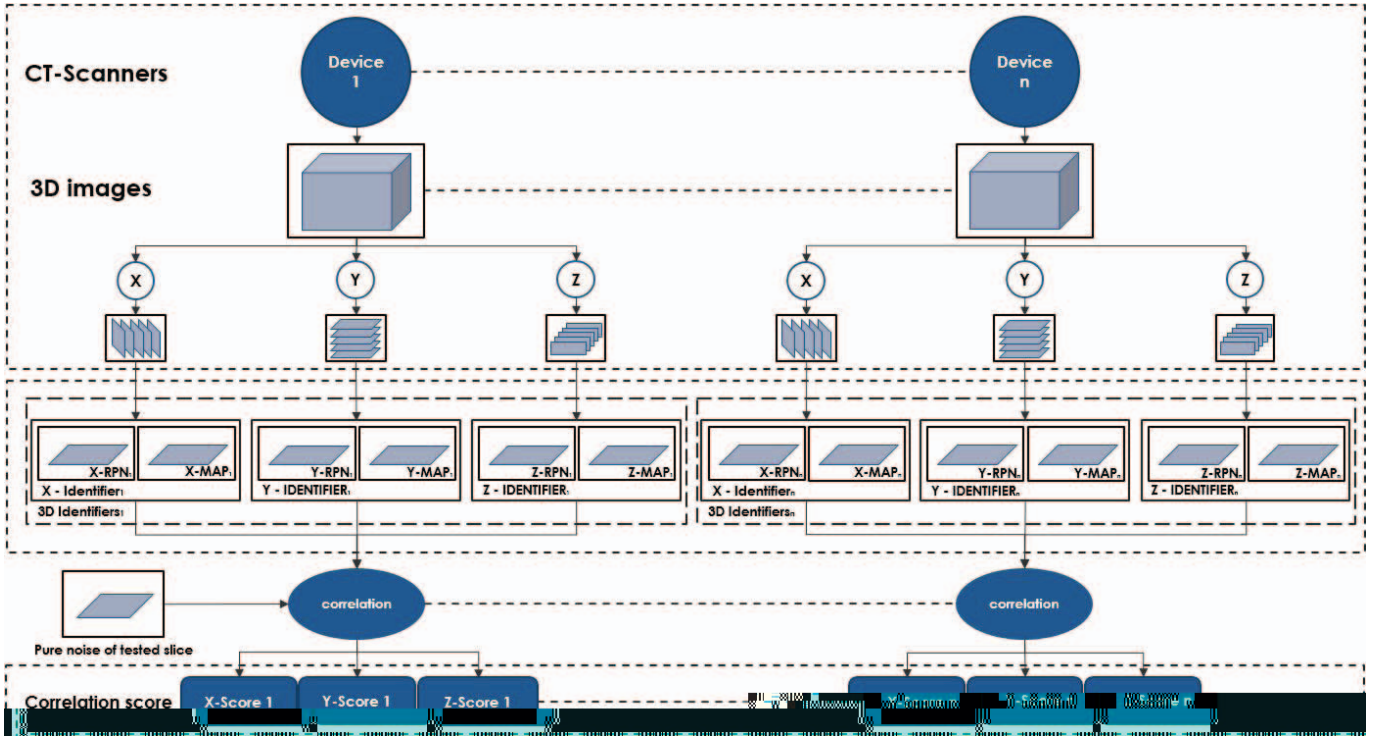 CT-Scanners
Device
1
Device
n
3D images
X
Y
Z
X
Y
Z
X-RPN₁
X-MAP₁
Y-RPN₁
Y-MAP₁
Z-RPN₁
Z-MAP₁
X-RPNₙ
X-MAPₙ
Y-RPNₙ
Y-MAPₙ
Z-RPNₙ
Z-MAPₙ
X - Identifier₁
Y - IDENTIFIER₁
Z - IDENTIFIER₁
X - Identifierₙ
Y - IDENTIFIERₙ
Z - IDENTIFIERₙ
3D Identifiers₁
3D Identifiersₙ
correlation
correlation
Pure noise of tested slice
Correlation score
X-Score 1
Y-Score 1
Z-Score 1